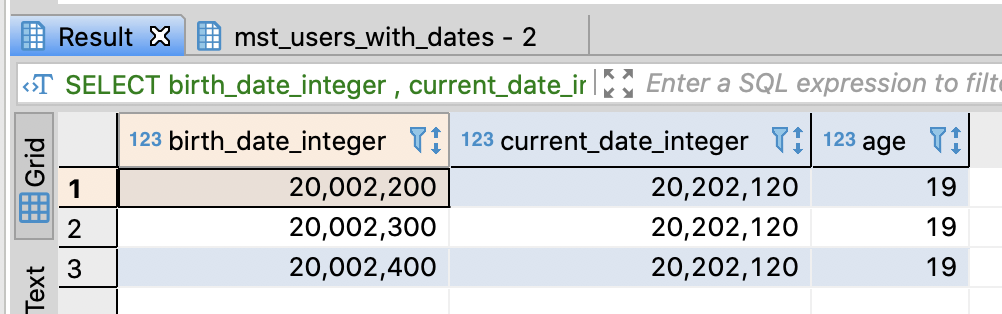 Result
mst_users_with_dates - 2
SELECT birth_date_integer , current_date_ir
Enter a SQL expression to filt
Grid
Text
123 birth_date_integer 123 current_date_integer 123 age
1 20,002,200 20,202,120 19
2 20,002,300 20,202,120 19
3 20,002,400 20,202,120 19